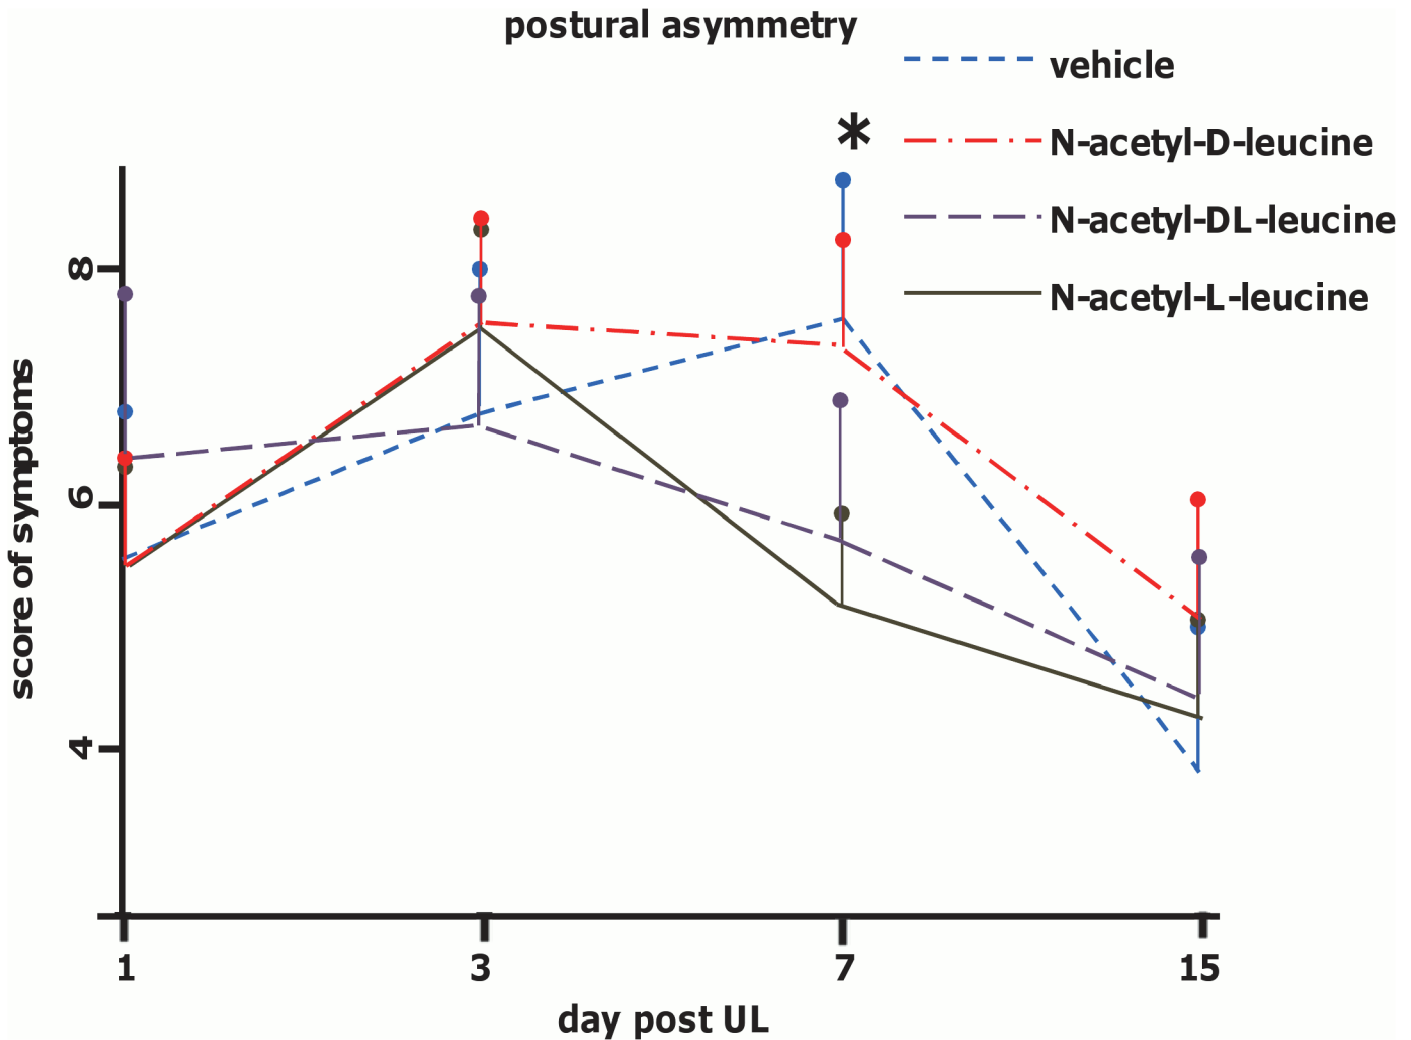 postural asymmetry
vehicle
*
N-acetyl-D-leucine
N-acetyl-DL-leucine
N-acetyl-L-leucine
8
6
4
score of symptoms
1 3 7 15
day post UL